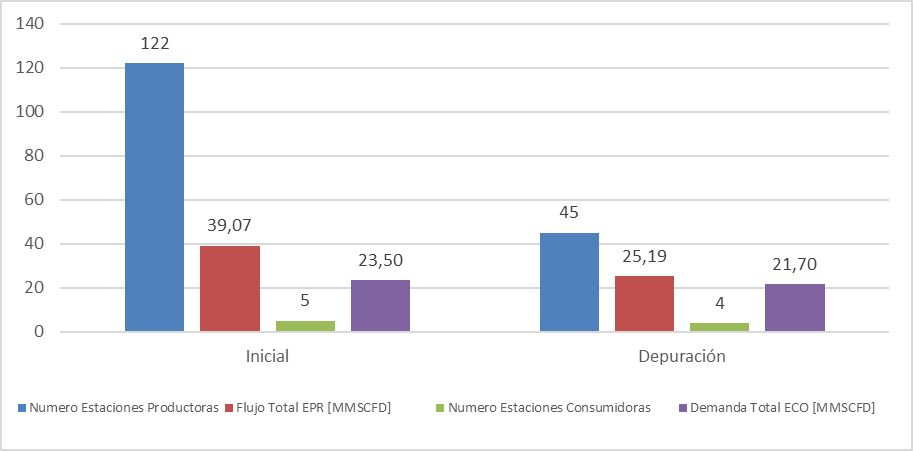 140
120
100
80
60
40
20
0
122
39,07
5
23,50
45
25,19
4
21,70
Inicial
Depuración
Numero Estaciones Productoras
Flujo Total EPR [MMSCFD]
Numero Estaciones Consumidoras
Demanda Total ECO [MMSCFD]